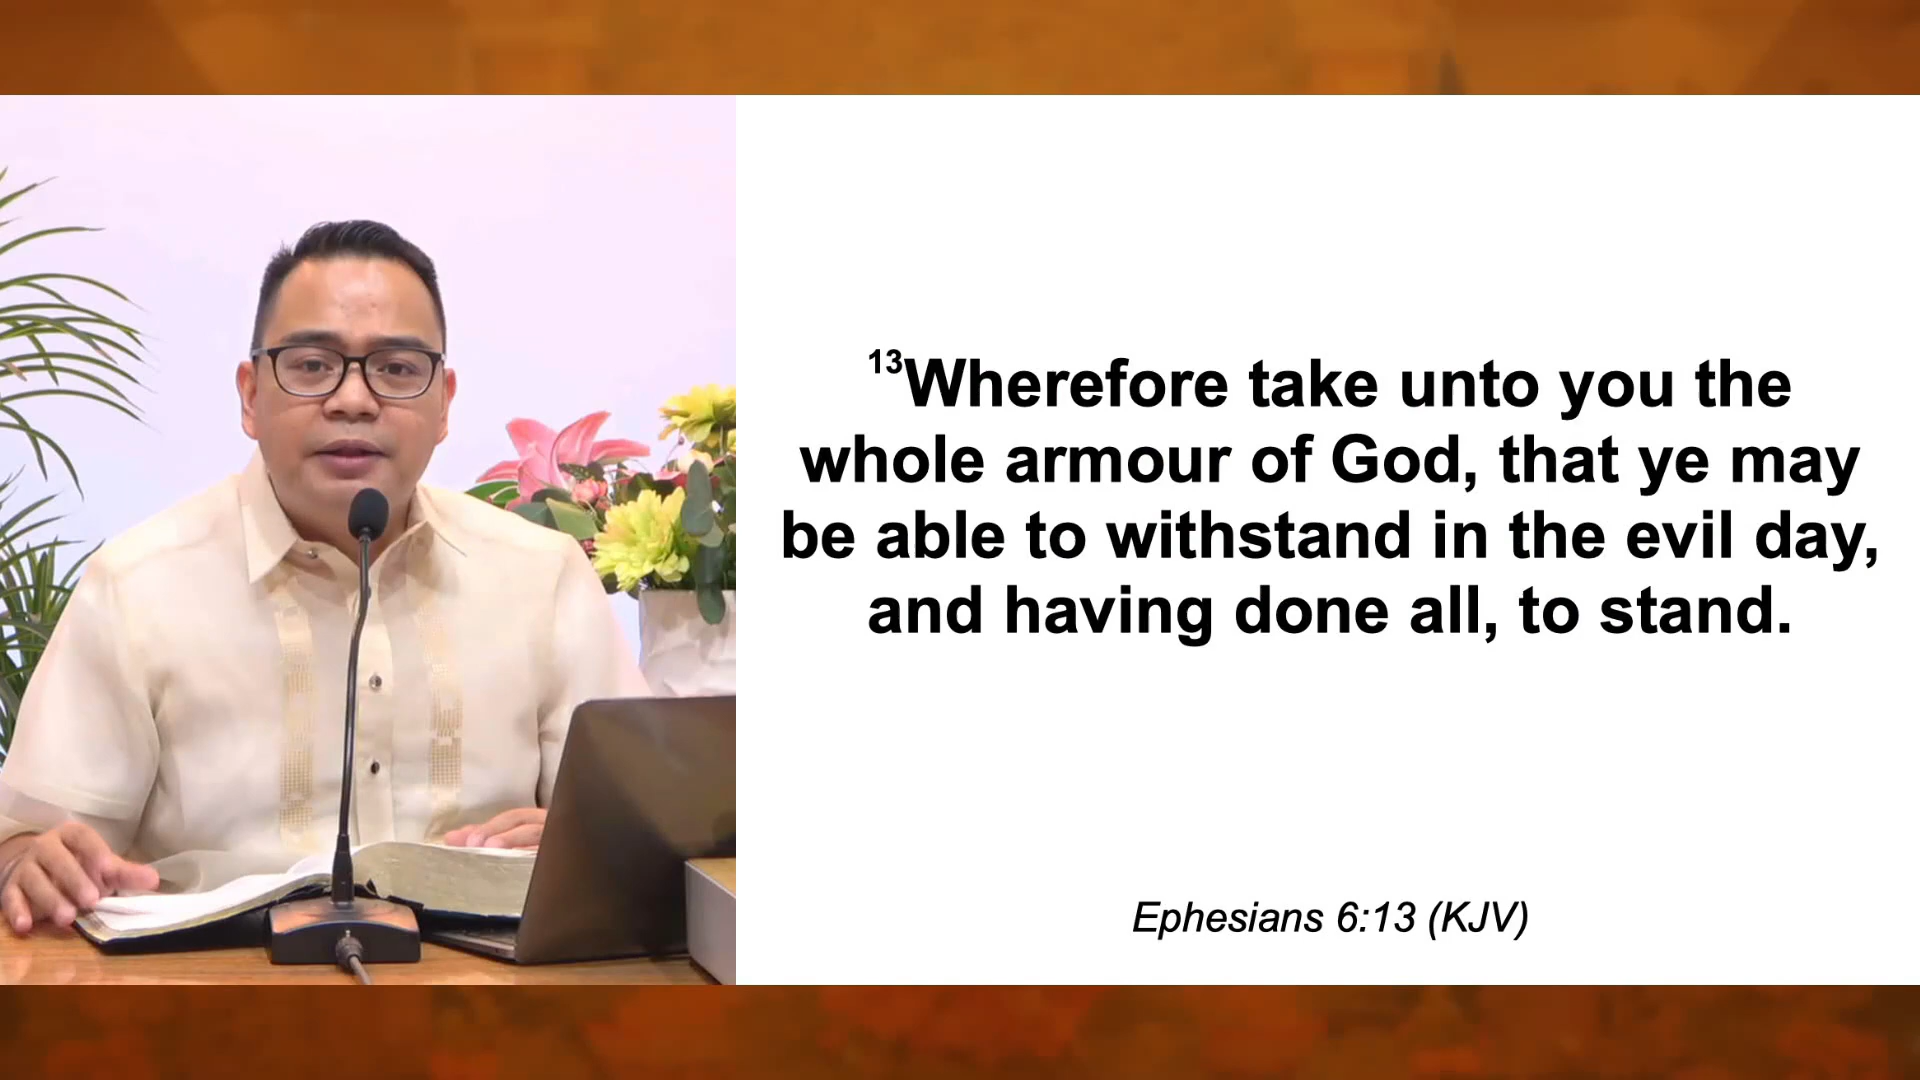 13Wherefore take unto you the
whole armour of God, that ye may
be able to withstand in the evil day,
and having done all, to stand.
Ephesians 6:13 (KJV)